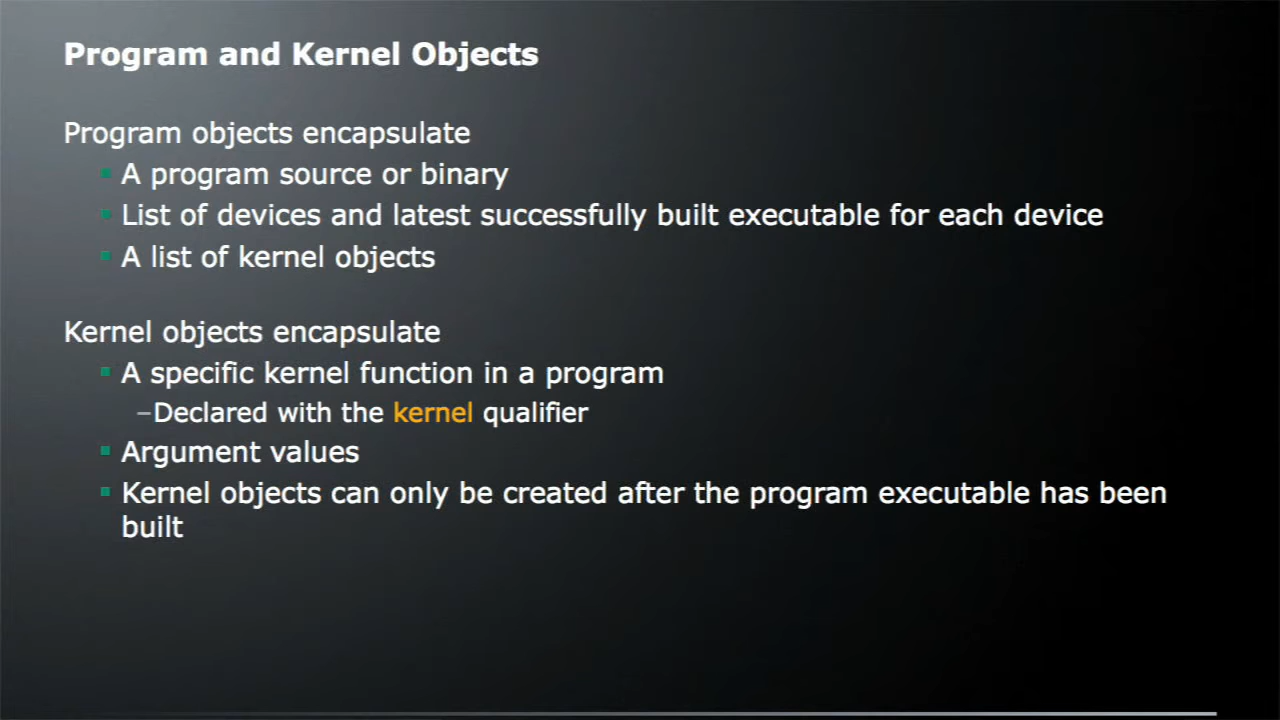 Program and Kernel Objects
Program objects encapsulate
A program source or binary
List of devices and latest successfully built executable for each device
A list of kernel objects
Kernel objects encapsulate
A specific kernel function in a program
–Declared with the kernel qualifier
Argument values
Kernel objects can only be created after the program executable has been
built